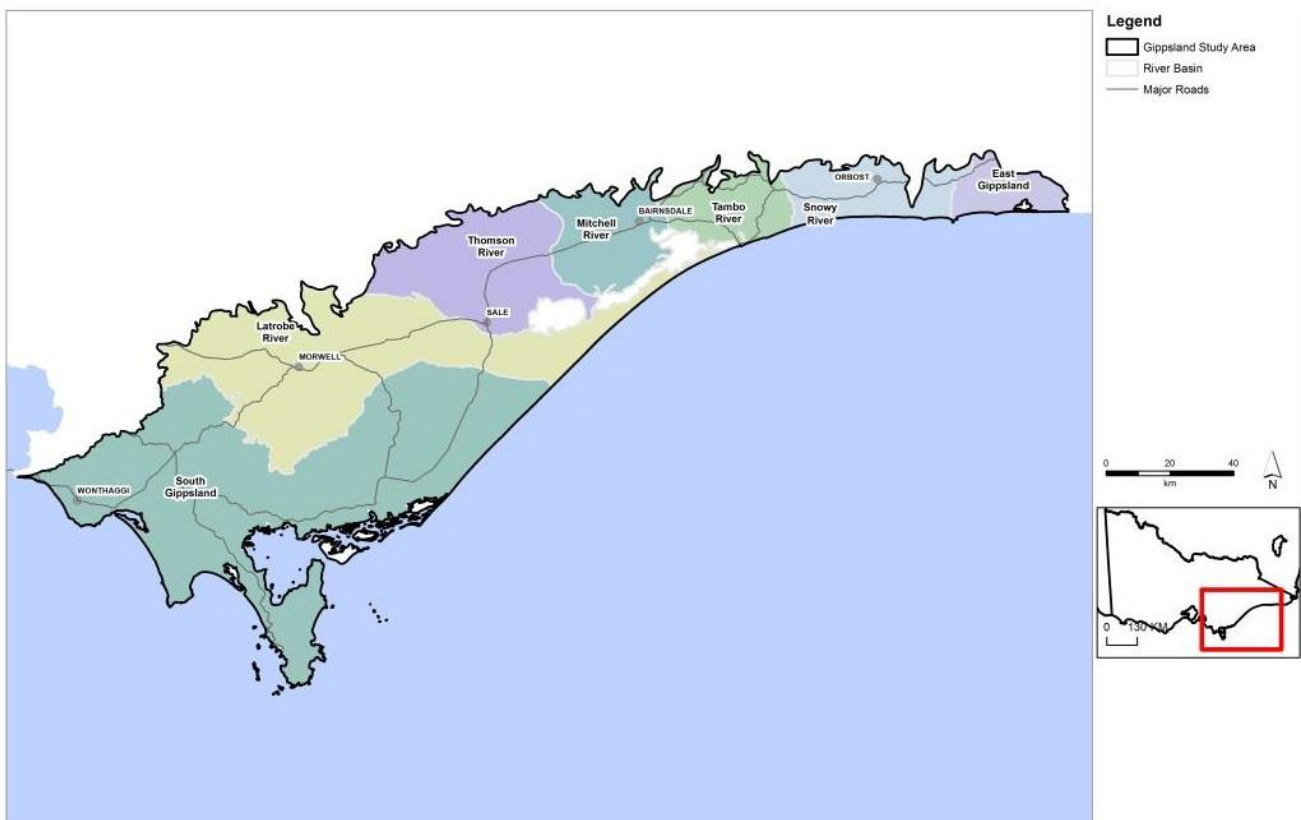 Legend
Gippsland Study Area
River Basin
Major Roads
East
Gippsland
ORBOST
Snowy
River
Tambo
River
BAIRNSDALE
Mitchell
River
Thomson
River
SALE
Latrobe
River
MORWELL
WONTHAGGI
South
Gippsland
0 20 40
km
N
0 130 KM